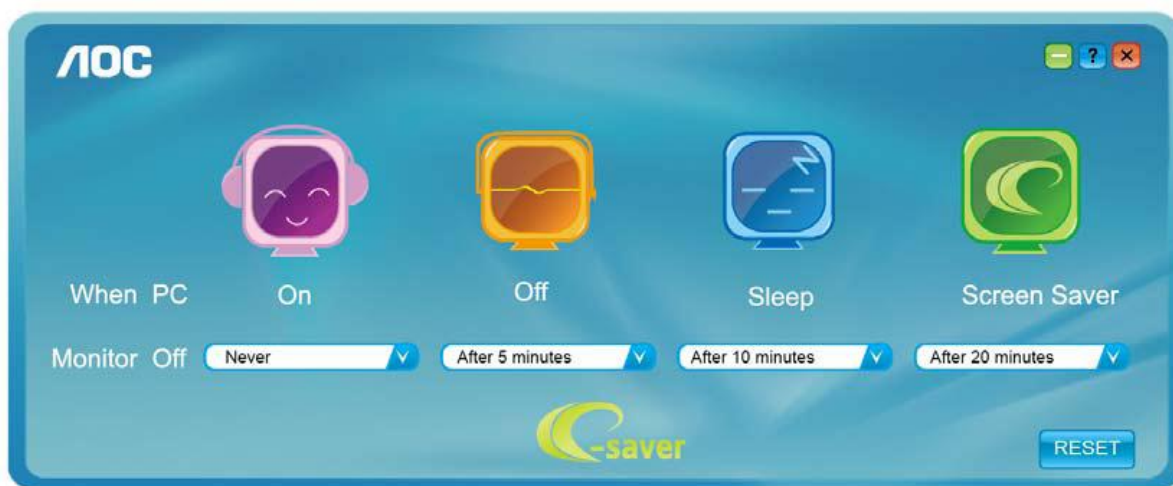 AOC
?
When PC On Off Sleep Screen Saver
Monitor Off Never After 5 minutes After 10 minutes After 20 minutes
e-saver
RESET